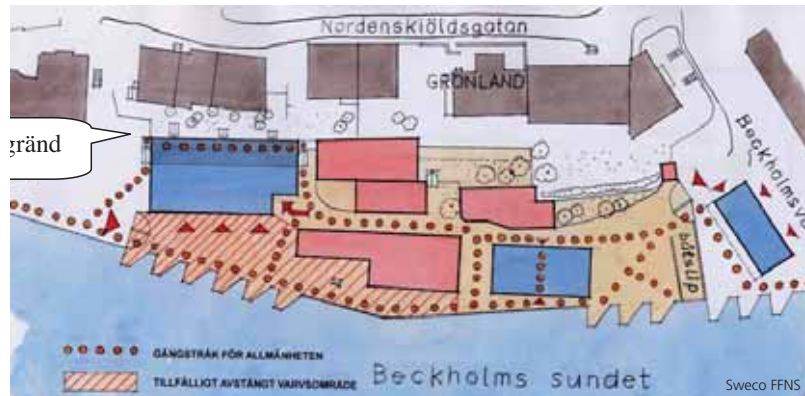 Nordenskiöldsgatan
GRÖNLAND
gränd
Beckholmsv
båtslip
GÅNGSTRÅK FÖR ALLMÄNHETEN
TILLFÄLLIGT AVSTÄNGT VARVSOMRÅDE
Beckholms sundet
Sweco FFNS